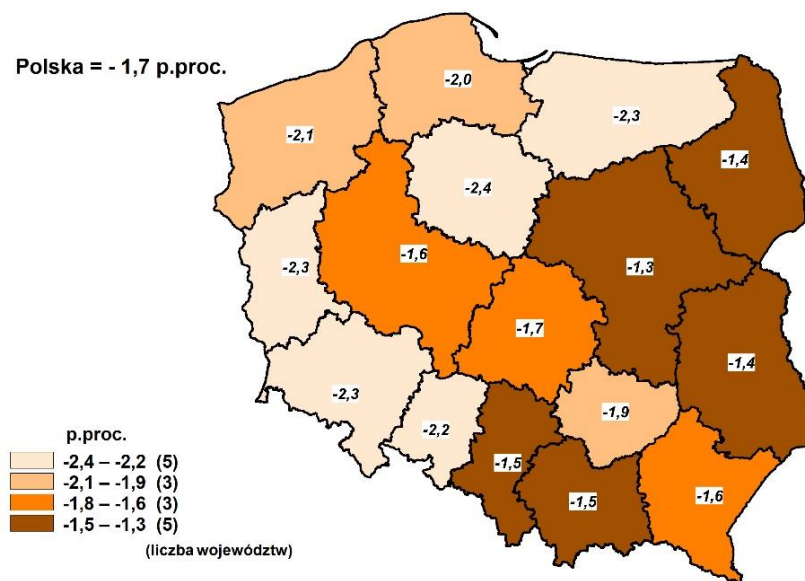 Polska = - 1,7 p.proc.
-2,0
-2,3
-2,1
-1,4
-2,4
-1,6
-2,3
-1,3
-1,7
-1,4
-2,3
-1,9
-2,2
-1,5
-1,5
-1,6
p.proc.
-2,4 – -2,2 (5)
-2,1 – -1,9 (3)
-1,8 – -1,6 (3)
-1,5 – -1,3 (5)
(liczba województw)